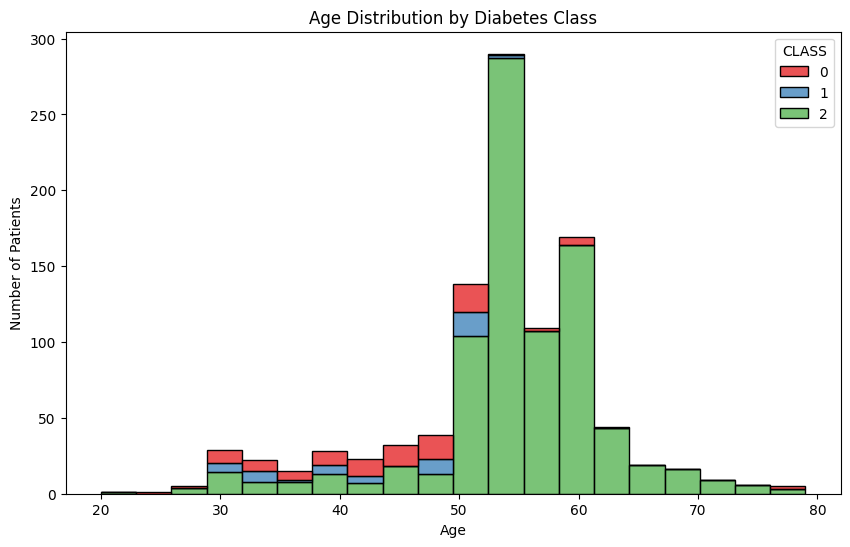 Age Distribution by Diabetes Class
CLASS
0
1
2
Number of Patients
300
250
200
150
100
50
0
20 30 40 50 60 70 80
Age